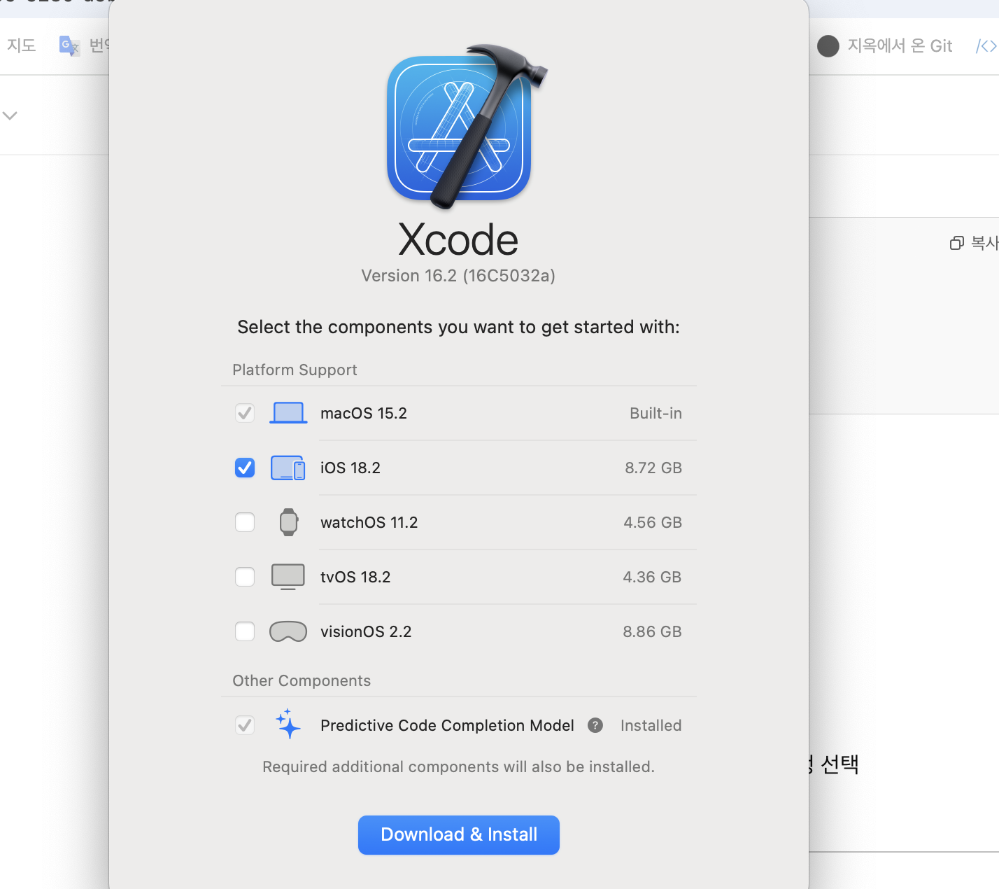 지도
지옥에서 온 Git
복사
Xcode
Version 16.2 (16C5032a)
Select the components you want to get started with:
Platform Support
macOS 15.2 Built-in
iOS 18.2 8.72 GB
watchOS 11.2 4.56 GB
tvOS 18.2 4.36 GB
visionOS 2.2 8.86 GB
Other Components
Predictive Code Completion Model ? Installed
Required additional components will also be installed.
선택
Download & Install